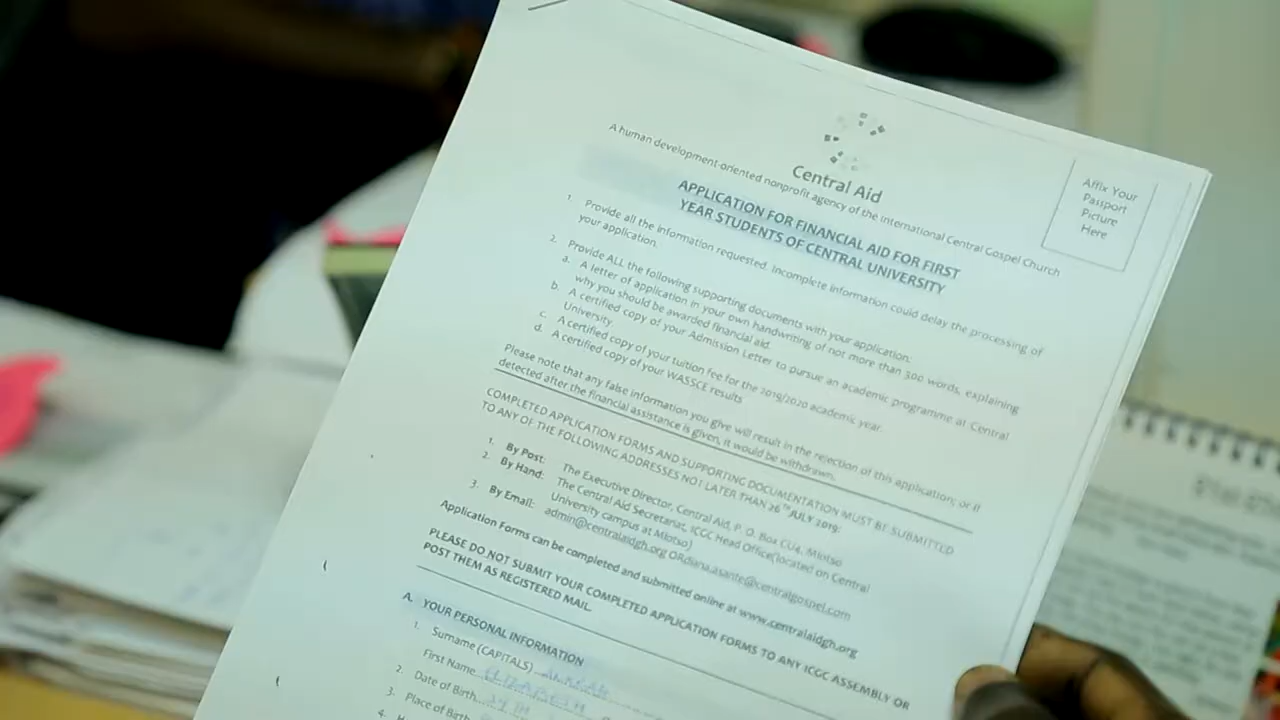 Central Aid
A human development-oriented nonprofit agency of the International Central Gospel Church
Affix Your
Passport
Picture
Here
APPLICATION FOR FINANCIAL AID FOR FIRST
YEAR STUDENTS OF CENTRAL UNIVERSITY
1. Provide all the information requested. Incomplete information could delay the processing of
your application.
2. Provide ALL the following supporting documents with your application:
a. A letter of application in your own handwriting of not more than 300 words, explaining
why you should be awarded financial aid.
b. A certified copy of your Admission Letter to pursue an academic programme at Central
University.
c. A certified copy of your tuition fee for the 2019/2020 academic year.
d. A certified copy of your WASSCE results
Please note that any false information you give will result in the rejection of this application; or if
detected after the financial assistance is given, it would be withdrawn.
COMPLETED APPLICATION FORMS AND SUPPORTING DOCUMENTATION MUST BE SUBMITTED
TO ANY OF THE FOLLOWING ADDRESSES NOT LATER THAN 26TH JULY 2019:
1. By Post: The Executive Director, Central Aid, P. O. Box CU4, Miotso
2. By Hand: The Central Aid Secretariat, ICGC Head Office(located on Central
University campus at Miotso)
3. By Email: admin@centralaidgh.org ORdiana.asante@centralgospel.com
Application Forms can be completed and submitted online at www.centralaidgh.org
PLEASE DO NOT SUBMIT YOUR COMPLETED APPLICATION FORMS TO ANY ICGC ASSEMBLY OR
POST THEM AS REGISTERED MAIL.
A. YOUR PERSONAL INFORMATION
1. Surname (CAPITALS)
First Name ELIZABETH
2. Date of Birth
3. Place of Birth
4.